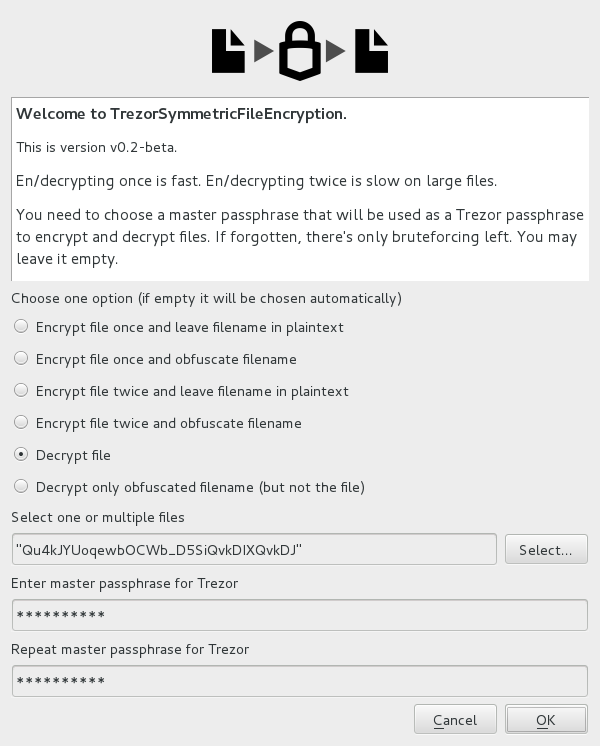 Welcome to TrezorSymmetricFileEncryption.
This is version v0.2-beta.
En/decrypting once is fast. En/decrypting twice is slow on large files.
You need to choose a master passphrase that will be used as a Trezor passphrase
to encrypt and decrypt files. If forgotten, there's only bruteforcing left. You may
leave it empty.
Choose one option (if empty it will be chosen automatically)
Encrypt file once and leave filename in plaintext
Encrypt file once and obfuscate filename
Encrypt file twice and leave filename in plaintext
Encrypt file twice and obfuscate filename
Decrypt file
Decrypt only obfuscated filename (but not the file)
Select one or multiple files
"Qu4kJYUoqewbOCWb_D5SiQvkDIXQvkDJ"
Select...
Enter master passphrase for Trezor
**********
Repeat master passphrase for Trezor
**********
Cancel
OK